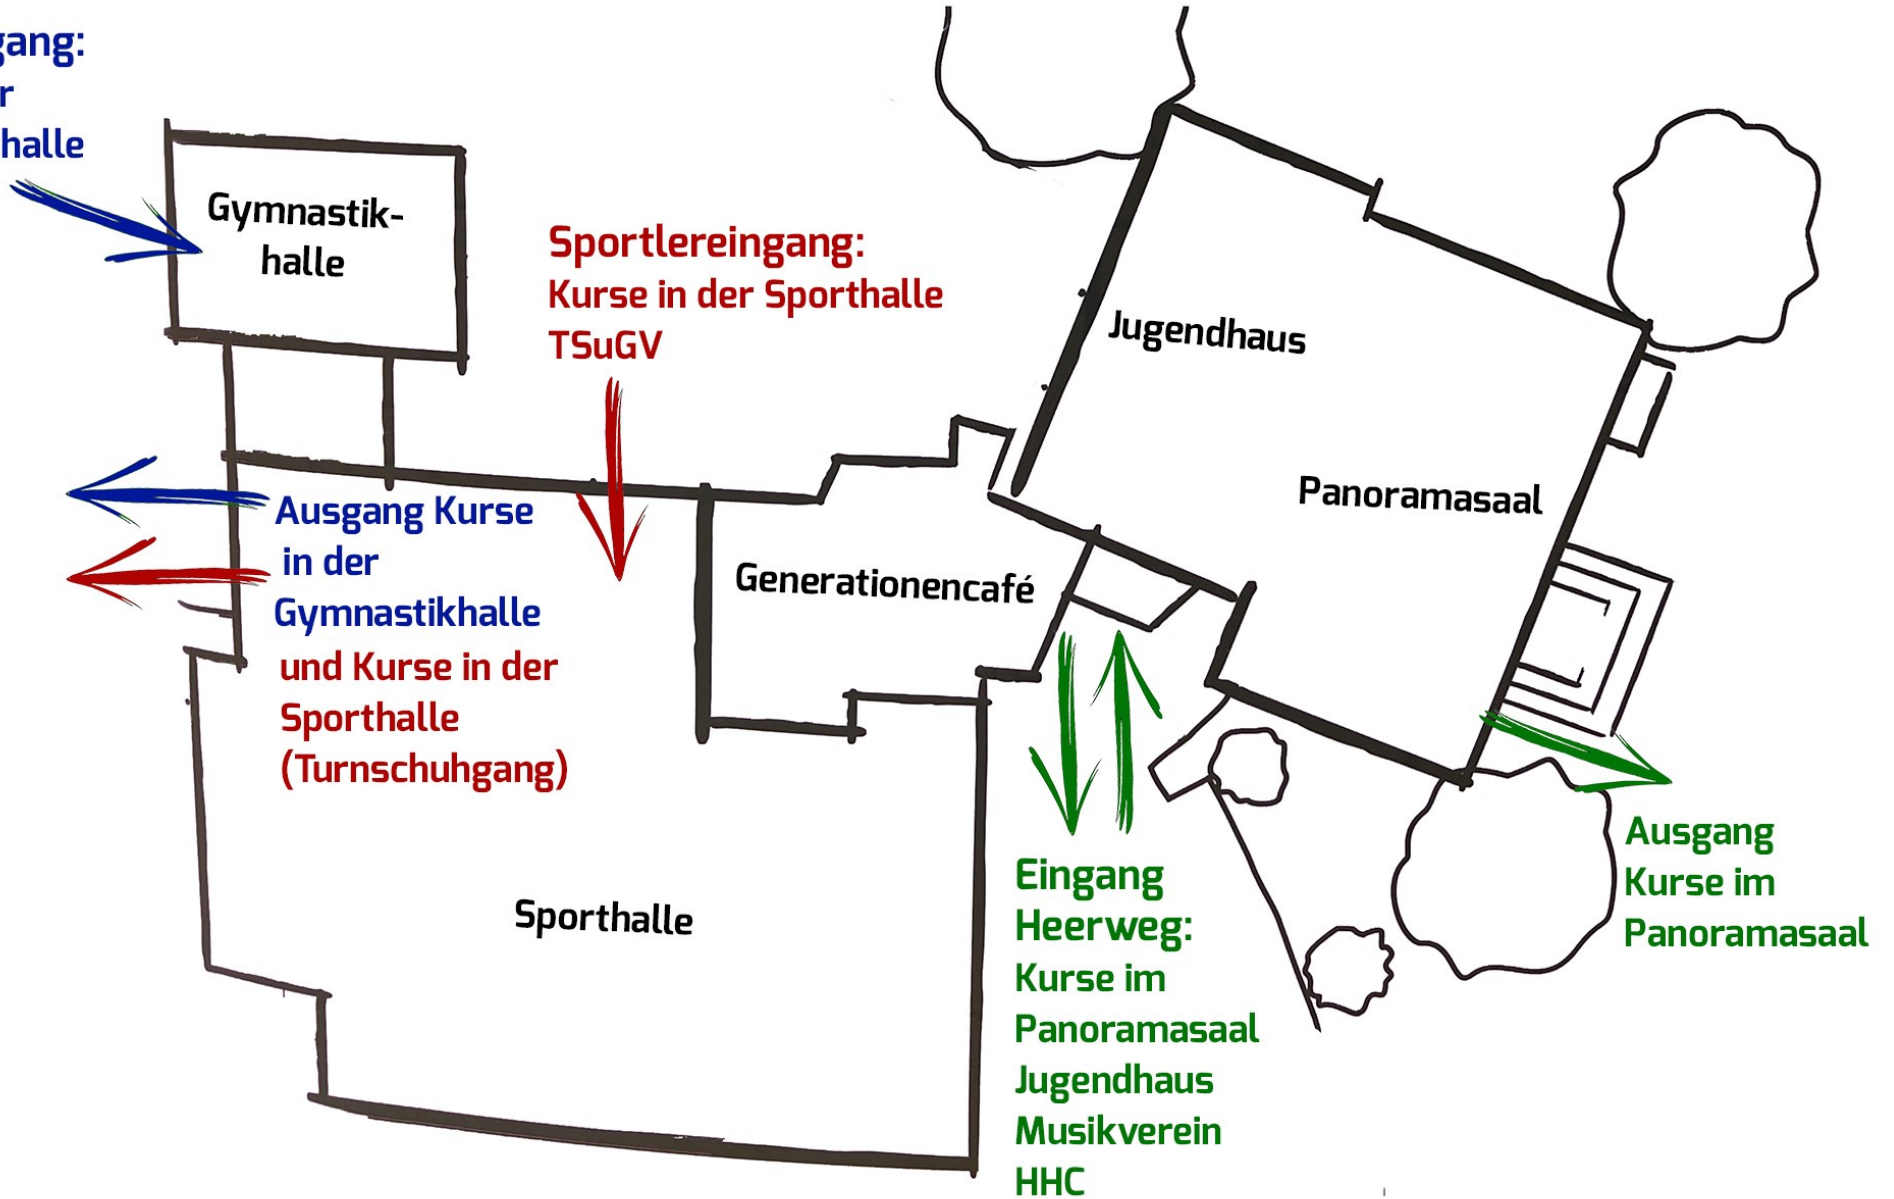 gang:
r
halle
Gymnastik-
halle
Sportlereingang:
Kurse in der Sporthalle
TSuGV
Jugendhaus
Panoramasaal
Ausgang Kurse
in der
Gymnastikhalle
und Kurse in der
Sporthalle
(Turnschuhgang)
Generationencafé
Sporthalle
Eingang
Heerweg:
Kurse im
Panoramasaal
Jugendhaus
Musikverein
HHC
Ausgang
Kurse im
Panoramasaal